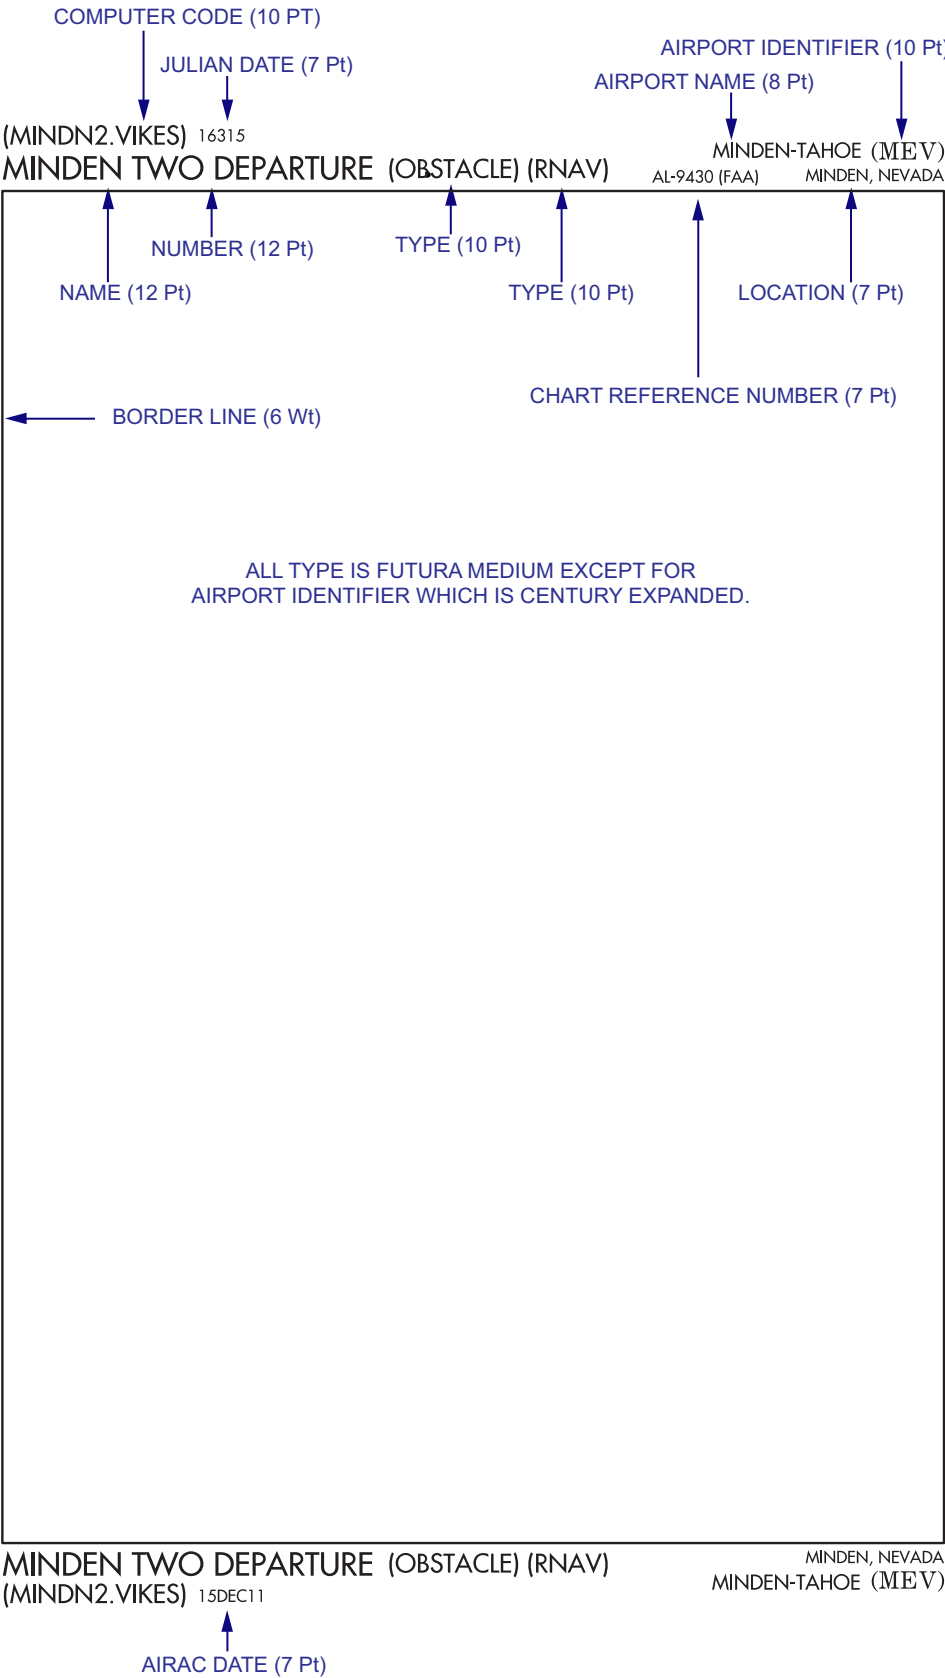 COMPUTER CODE (10 PT)
AIRPORT IDENTIFIER (10 Pt)
JULIAN DATE (7 Pt)
AIRPORT NAME (8 Pt)
(MINDN2.VIKES) 16315
MINDEN-TAHOE (MEV)
MINDEN TWO DEPARTURE (OBSTACLE) (RNAV)
AL-9430 (FAA)
MINDEN, NEVADA
NUMBER (12 Pt)
TYPE (10 Pt)
NAME (12 Pt)
TYPE (10 Pt)
LOCATION (7 Pt)
CHART REFERENCE NUMBER (7 Pt)
BORDER LINE (6 Wt)
ALL TYPE IS FUTURA MEDIUM EXCEPT FOR
AIRPORT IDENTIFIER WHICH IS CENTURY EXPANDED.
MINDEN TWO DEPARTURE (OBSTACLE) (RNAV)
MINDEN, NEVADA
(MINDN2.VIKES) 15DEC11
MINDEN-TAHOE (MEV)
AIRAC DATE (7 Pt)